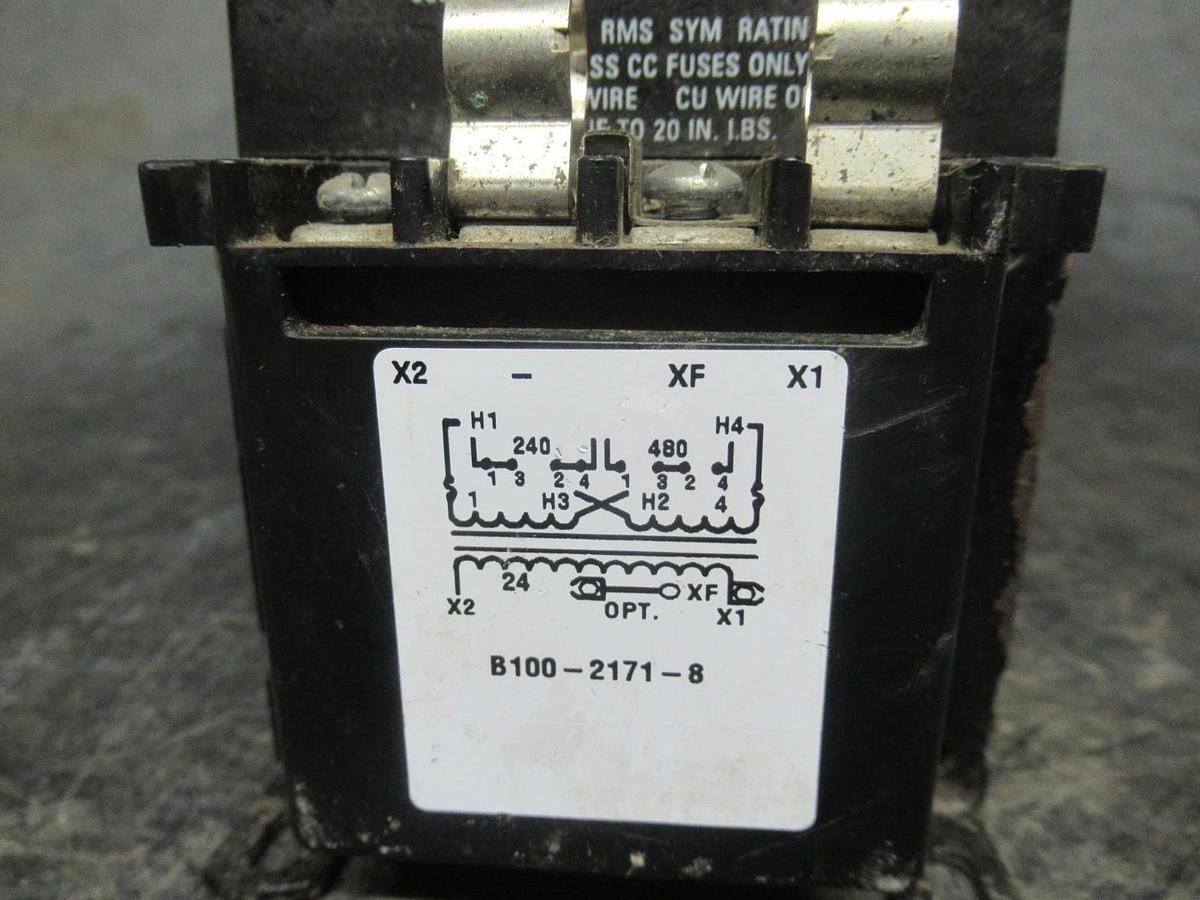 RMS SYM RATIN
SS CC FUSES ONLY
WIRE CU WIRE O
UE TO 20 IN. LBS.
X2 – XF X1
H1 H4
240 480
1 3 2 4 1 3 2 4
1 H3 H2 4
24 XF
X2 OPT. X1
B100-2171-8